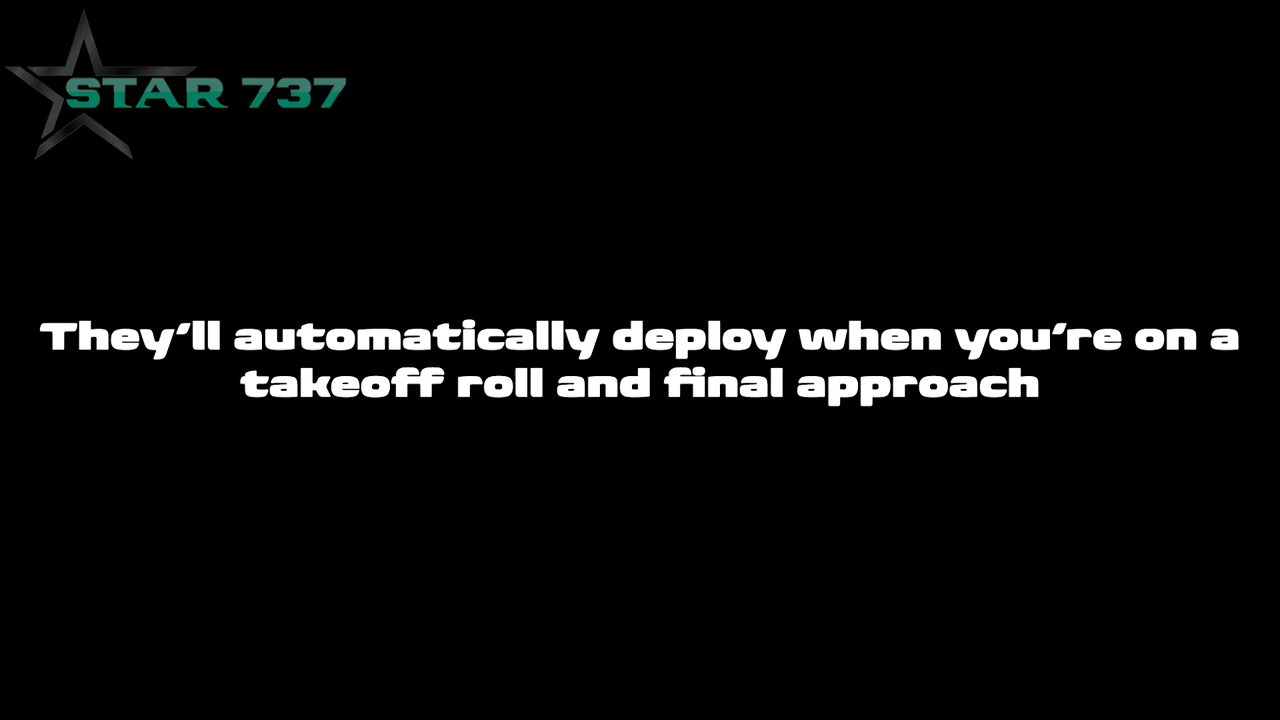 STAR 737
They'll automatically deploy when you're on a
takeoff roll and final approach